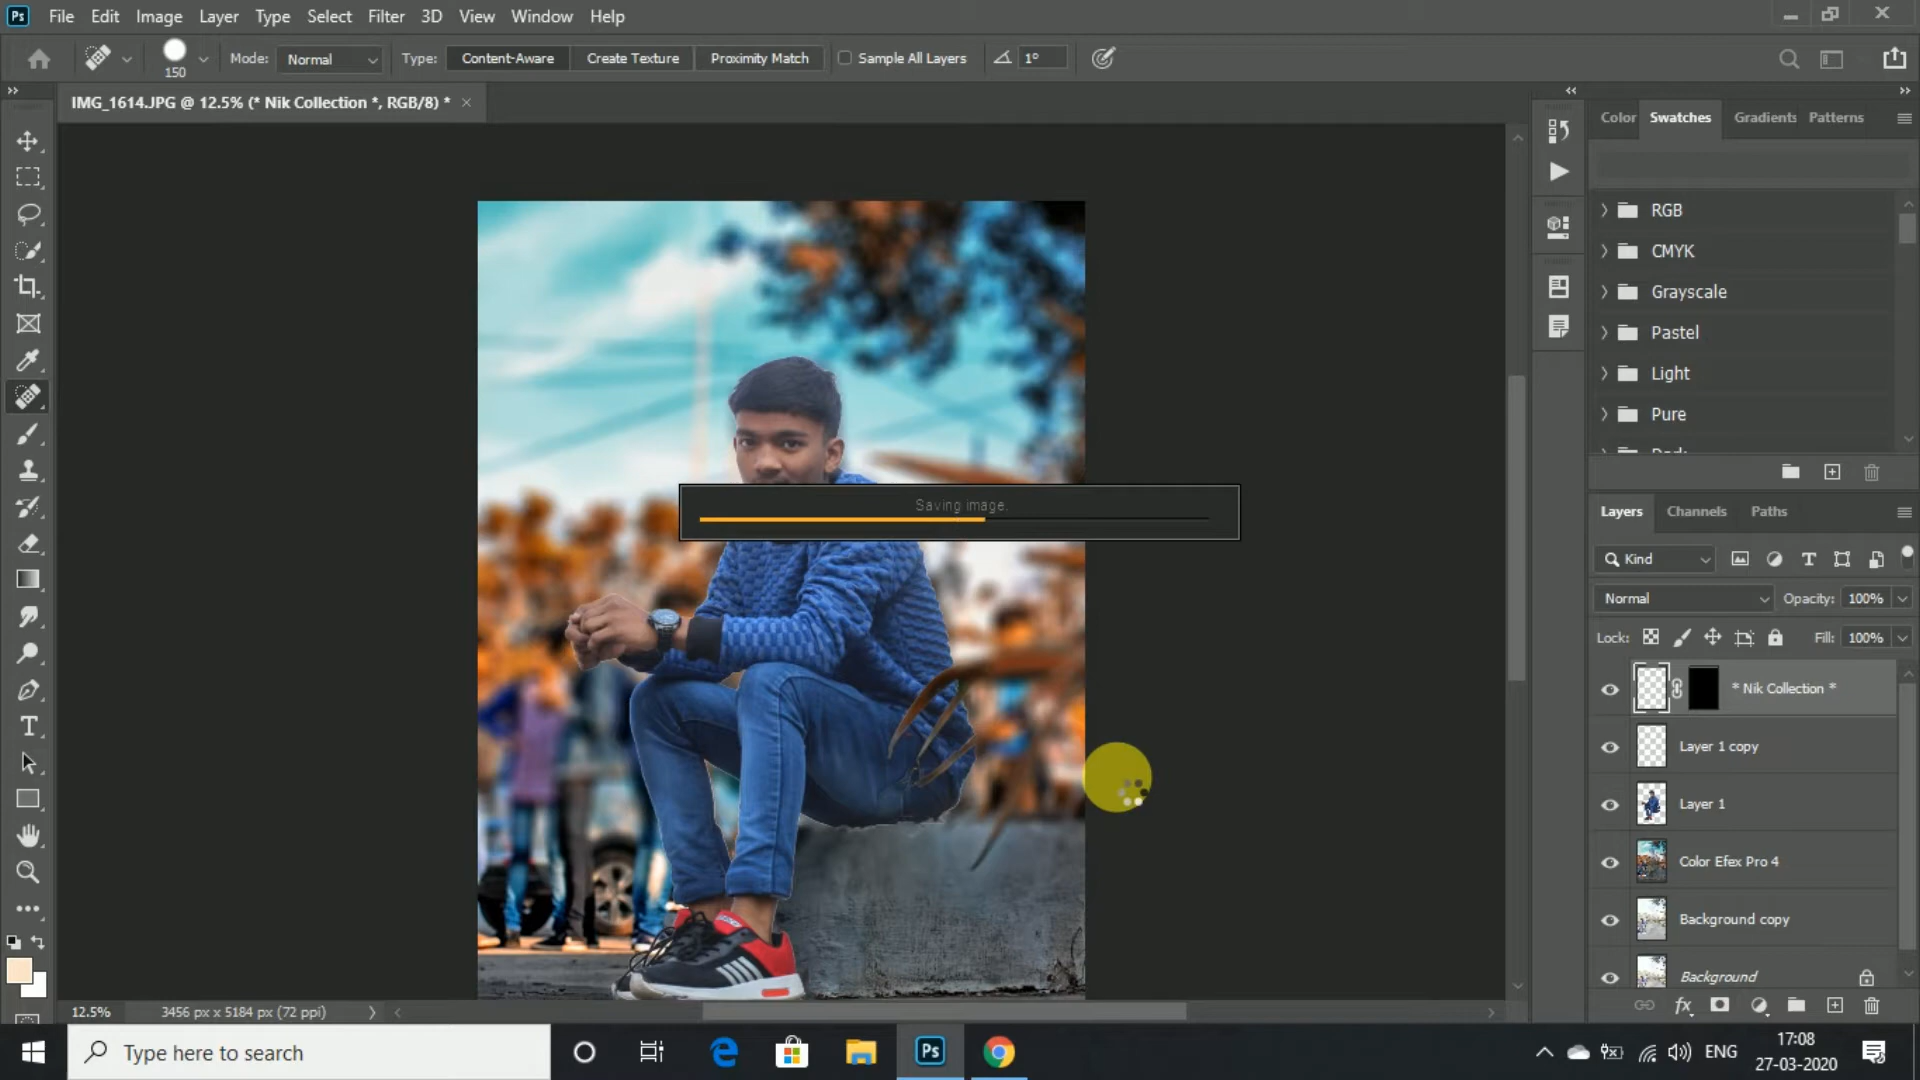 Ps File Edit Image Layer Type Select Filter 3D View Window Help
150 Mode: Normal Type: Content-Aware Create Texture Proximity Match Sample All Layers 1°
IMG_1614.JPG @ 12.5% (* Nik Collection *, RGB/8) *
Color Swatches Gradients Patterns
RGB
CMYK
Grayscale
Pastel
Light
Pure
Saving image.
Layers Channels Paths
Kind
Normal Opacity: 100%
Lock: Fill: 100%
* Nik Collection *
Layer 1 copy
Layer 1
Color Efex Pro 4
Background copy
Background
12.5% 3456 px x 5184 px (72 ppi)
Type here to search
Ps
ENG
17:08
27-03-2020